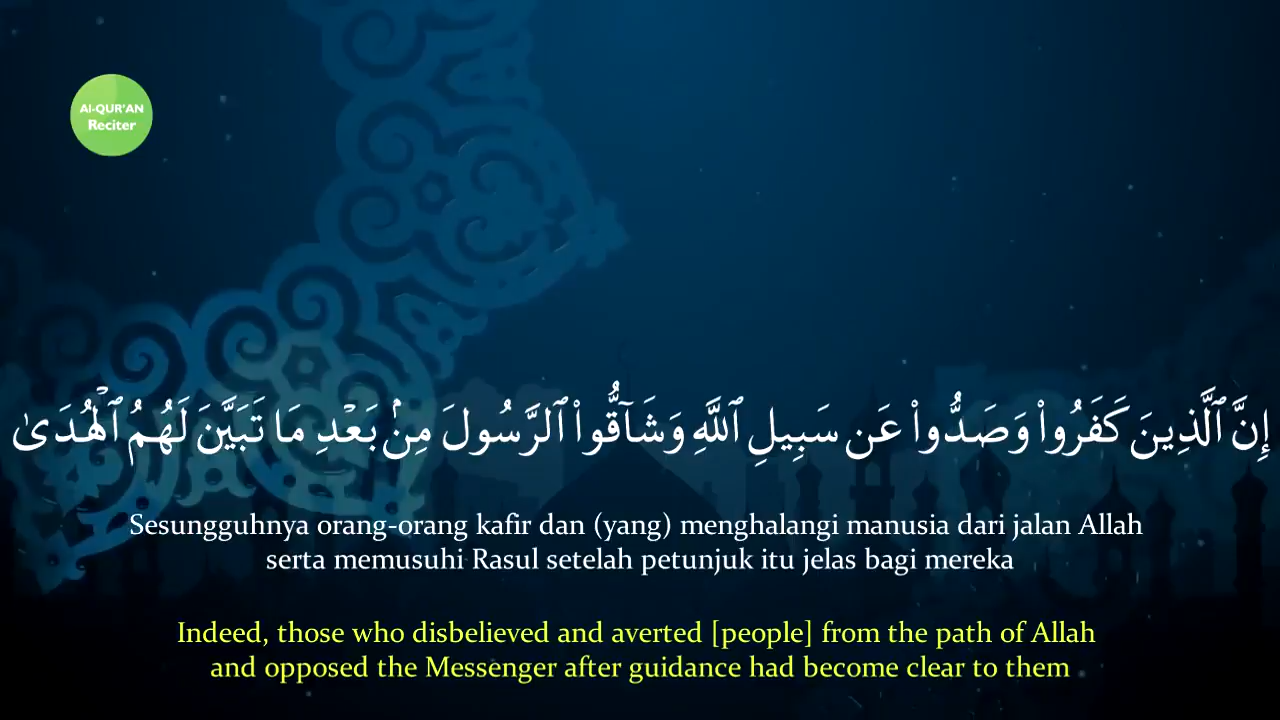 Al-QUR'AN
Reciter
إِنَّ ٱلَّذِينَ كَفَرُوا۟ وَصَدُّوا۟ عَن سَبِيلِ ٱللَّهِ وَشَآقُّوا۟ ٱلرَّسُولَ مِنۢ بَعْدِ مَا تَبَيَّنَ لَهُمُ ٱلْهُدَىٰ
Sesungguhnya orang-orang kafir dan (yang) menghalangi manusia dari jalan Allah
serta memusuhi Rasul setelah petunjuk itu jelas bagi mereka
Indeed, those who disbelieved and averted [people] from the path of Allah
and opposed the Messenger after guidance had become clear to them